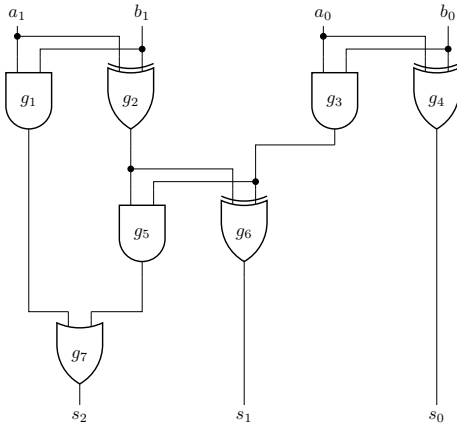 a₁ b₁ a₀ b₀
g₁ g₂ g₃ g₄
g₅ g₆
g₇
s₂ s₁ s₀